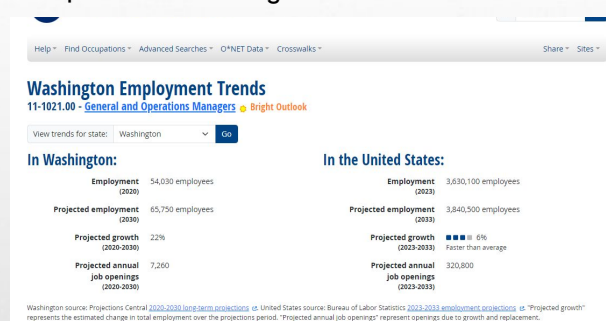 Help Find Occupations Advanced Searches O*NET Data Crosswalks Share Sites
Washington Employment Trends
11-1021.00 - General and Operations Managers Bright Outlook
View trends for state: Washington Go
In Washington:
Employment 54,030 employees
(2020)
Projected employment 65,750 employees
(2030)
Projected growth 22%
(2020-2030)
Projected annual 7,260
job openings
(2020-2030)
In the United States:
Employment 3,630,100 employees
(2023)
Projected employment 3,840,500 employees
(2033)
Projected growth 6%
(2023-2033) Faster than average
Projected annual 320,800
job openings
(2023-2033)
Washington source: Projections Central 2020-2030 long-term projections. United States source: Bureau of Labor Statistics 2023-2033 employment projections. "Projected growth"
represents the estimated change in total employment over the projections period. "Projected annual job openings" represent openings due to growth and replacement.